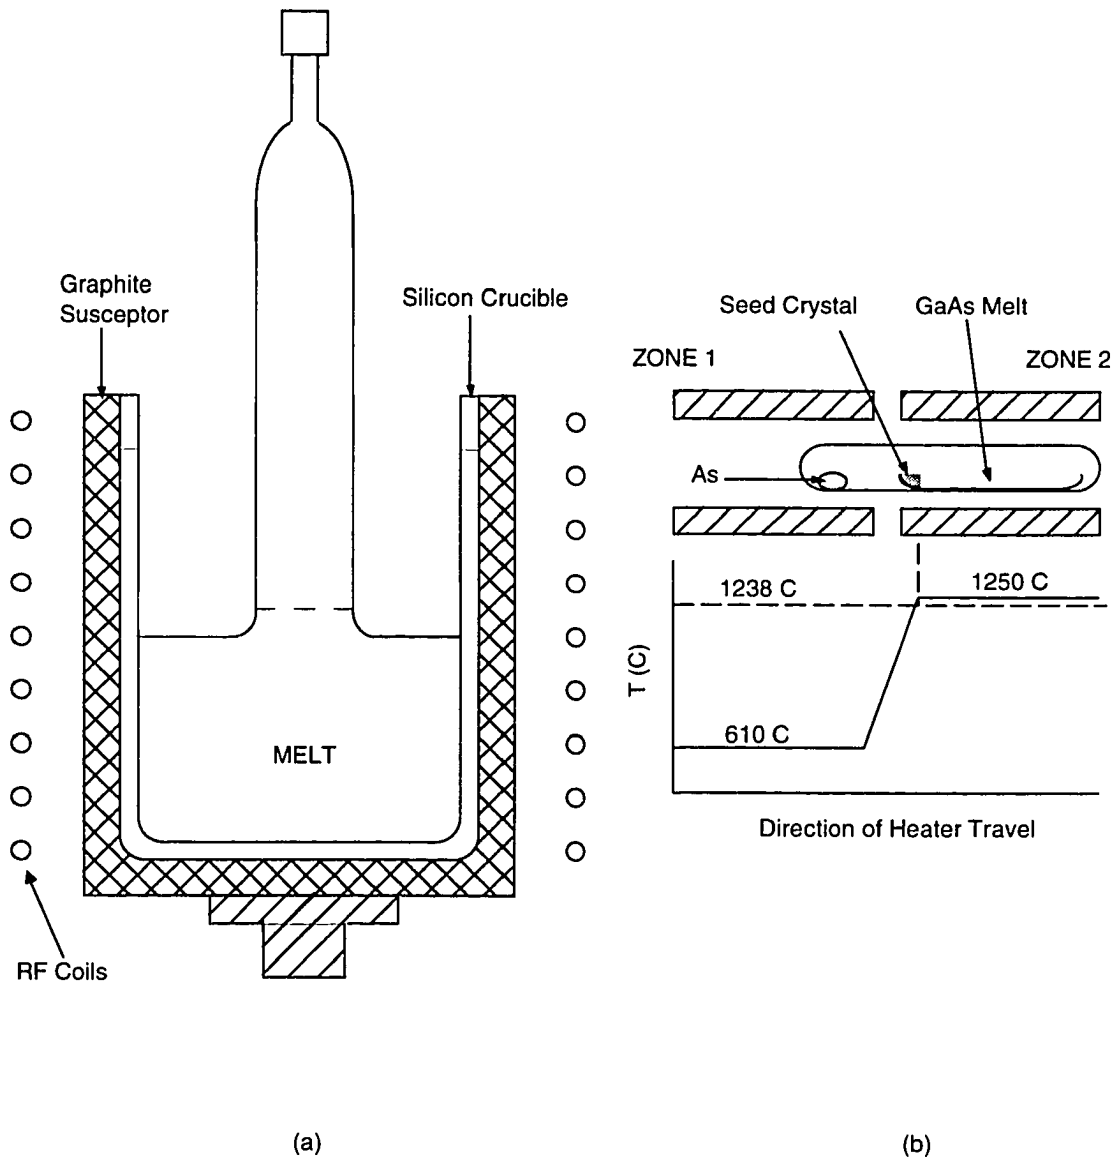 Graphite
Susceptor
Silicon Crucible
MELT
RF Coils
(a)
Seed Crystal
GaAs Melt
ZONE 1
ZONE 2
As
1238 C
1250 C
T (C)
610 C
Direction of Heater Travel
(b)